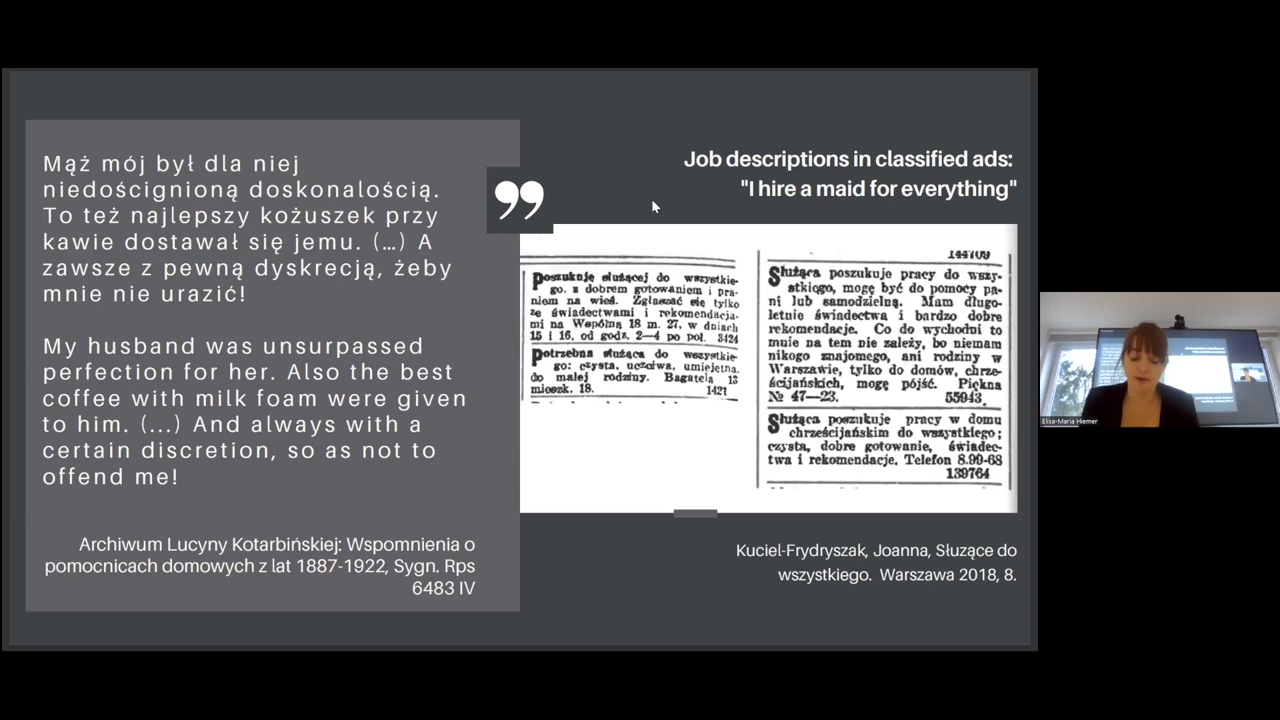 Mąż mój był dla niej
niedoścignioną doskonalością.
To też najlepszy kożuszek przy
kawie dostawał się jemu. (…) A
zawsze z pewną dyskrecją, żeby
mnie nie urazić!
My husband was unsurpassed
perfection for her. Also the best
coffee with milk foam were given
to him. (...) And always with a
certain discretion, so as not to
offend me!
Archiwum Lucyny Kotarbińskiej: Wspomnienia o
pomocnicach domowych z lat 1887-1922, Sygn. Rps
6483 IV
Job descriptions in classified ads:
"I hire a maid for everything"
Poszukuję służącej do wszystkie-
go, z dobrem gotowaniem i pra-
niem na wieś. Zgłaszać się tylko
ze świadectwami i rekomendacja-
mi na Wspólną 18 m. 27, w dniach
15 i 16, od godz. 2—4 po pol. 3424
Potrzebna służąca do wszystkie-
go: czysta, uczciwa, umiejętna,
do małej rodziny. Bagatela 13
mieszk. 18. 1421
144709
Służąca poszukuje pracy do wszy-
stkiego, mogę być do pomocy pa-
ni lub samodzielną. Mam długo-
letnie świadectwa i bardzo dobre
rekomendacje. Co do wychodni to
mnie na tem nie zależy, bo niemam
nikogo znajomego, ani rodziny w
Warszawie, tylko do domów, chrze-
ścijańskich, mogę pójść. Piękna
№ 47—23. 55943
Służąca poszukuje pracy w domu
chrześcijańskim do wszystkiego;
czysta, dobre gotowanie, świadec-
twa i rekomendacje. Telefon 8.99-68
139764
Kuciel-Frydryszak, Joanna, Słuzące do
wszystkiego. Warszawa 2018, 8.
Elisa-Maria Hiemer